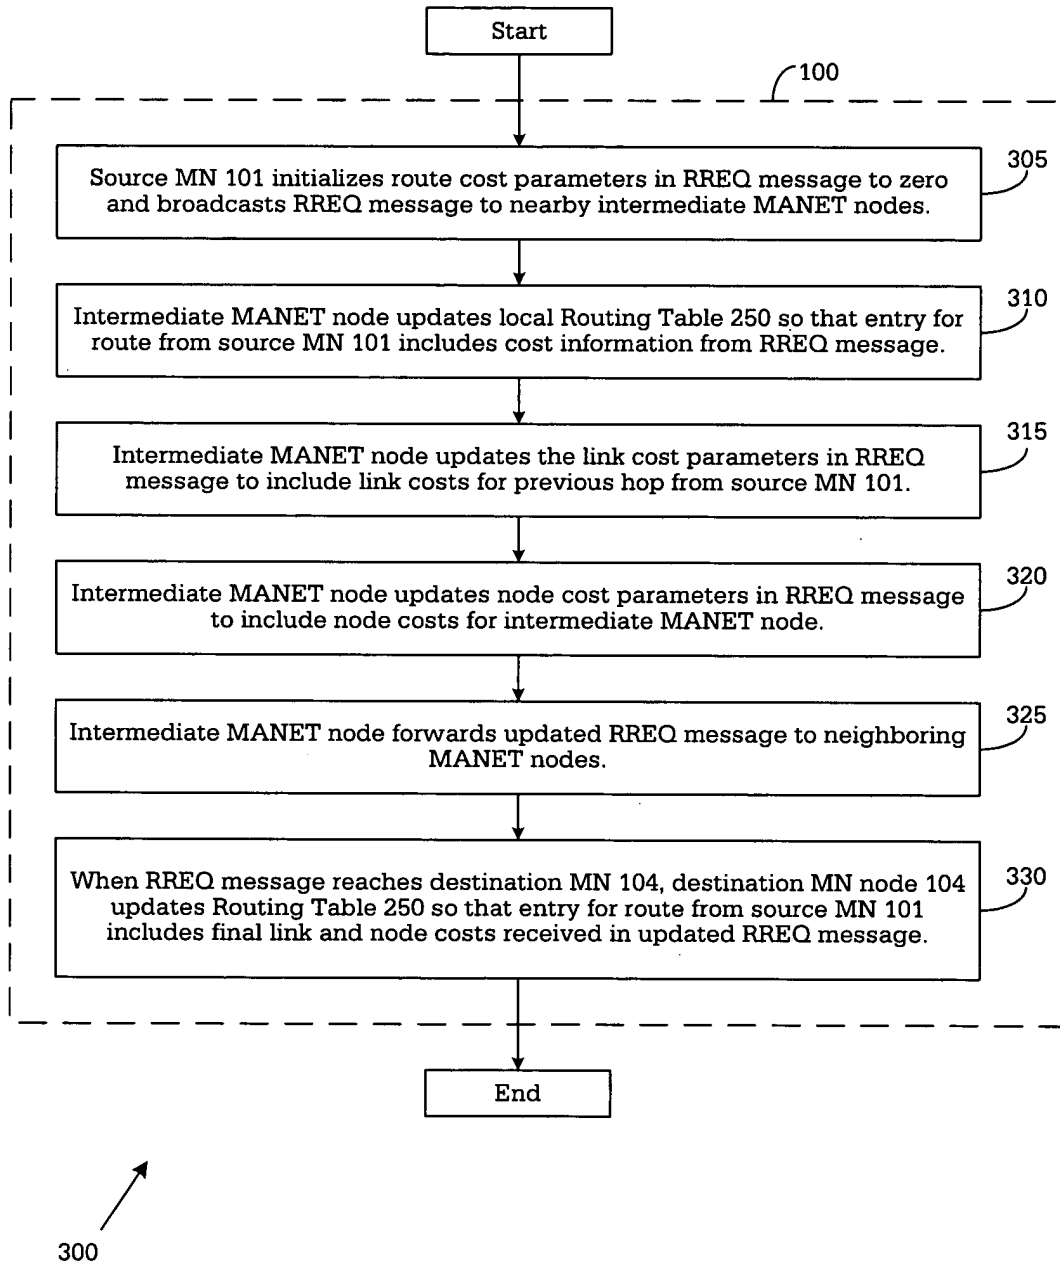 Start
100
Source MN 101 initializes route cost parameters in RREQ message to zero
and broadcasts RREQ message to nearby intermediate MANET nodes.
305
Intermediate MANET node updates local Routing Table 250 so that entry for
route from source MN 101 includes cost information from RREQ message.
310
Intermediate MANET node updates the link cost parameters in RREQ
message to include link costs for previous hop from source MN 101.
315
Intermediate MANET node updates node cost parameters in RREQ message
to include node costs for intermediate MANET node.
320
Intermediate MANET node forwards updated RREQ message to neighboring
MANET nodes.
325
When RREQ message reaches destination MN 104, destination MN node 104
updates Routing Table 250 so that entry for route from source MN 101
includes final link and node costs received in updated RREQ message.
330
End
300